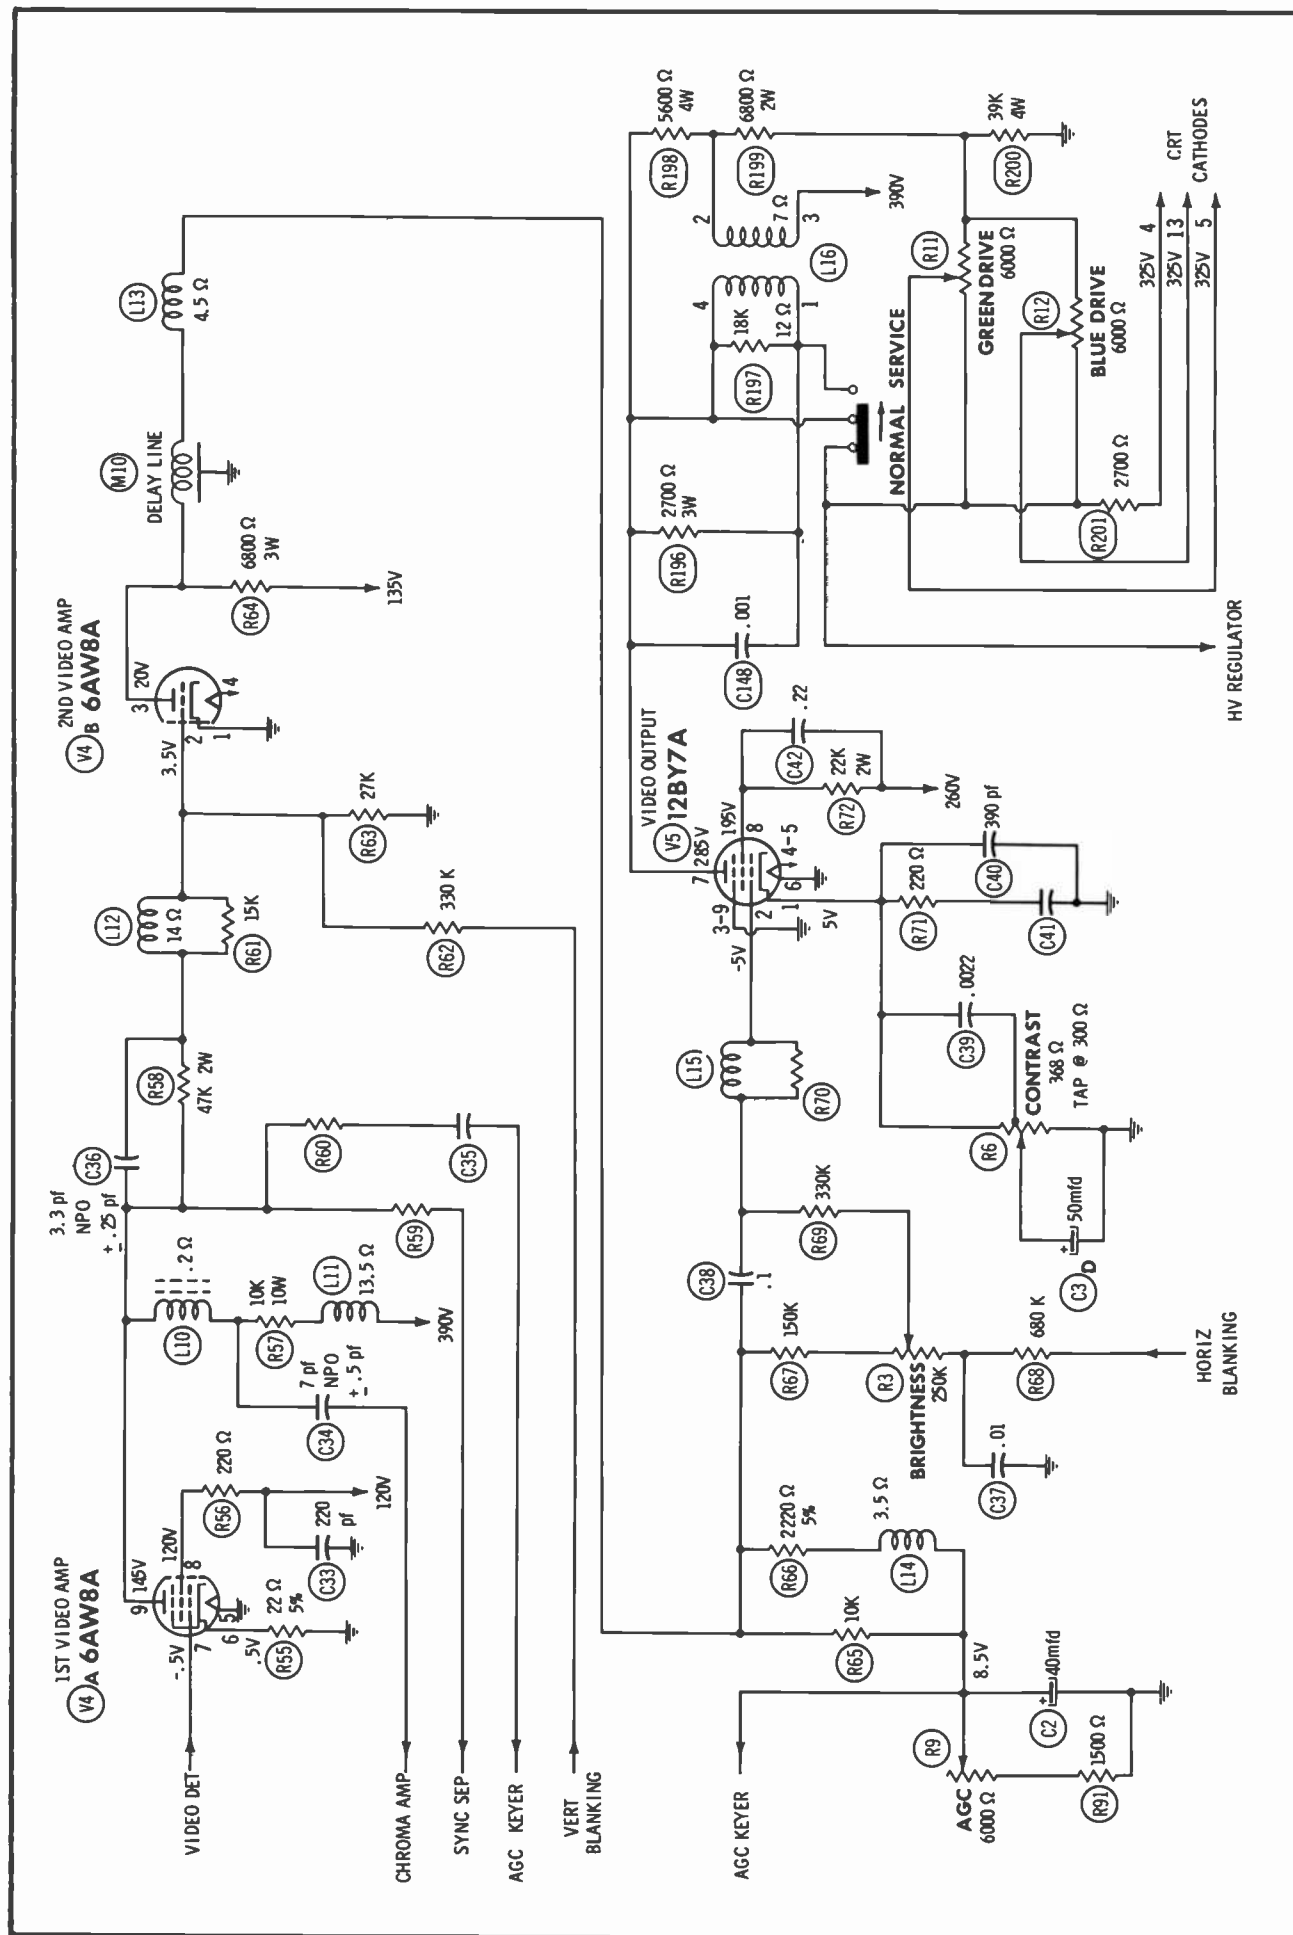 1ST VIDEO AMP
V4 A 6AW8A
VIDEO DET
-.5V
9
145V
120V
8
7
6
5
.5V
22 Ω
5%
R55
R56
220 Ω
C33
220
pf
120V
L10
.2 Ω
3.3 pf
NPO
± .25 pf
C36
10K
10W
R57
L11
13.5 Ω
390V
7 pf
NPO
± .5 pf
C34
R58
47K 2W
R59
R60
C35
L12
14 Ω
15K
R61
330 K
R62
27K
R63
2ND VIDEO AMP
V4 B 6AW8A
3.5V
3
20V
2
1
4
6800 Ω
3W
R64
135V
M10
DELAY LINE
L13
4.5 Ω
CHROMA AMP
SYNC SEP
AGC KEYER
VERT
BLANKING
AGC KEYER
R9
AGC
6000 Ω
R91
1500 Ω
C2
40mfd
+
8.5V
10K
R65
2220 Ω
5%
R66
3.5 Ω
L14
150K
R67
R3
BRIGHTNESS
250K
C37
.01
680 K
R68
HORIZ
BLANKING
C38
.1
330K
R69
L15
R70
VIDEO OUTPUT
V5 12BY7A
7
285V
195V
8
3-9
-5V
2
1
6
4-5
5V
C42
.22
22K
2W
R72
260V
220 Ω
R71
390 pf
C40
C41
.0022
C39
R6
CONTRAST
368 Ω
TAP @ 300 Ω
C3 D
50mfd
+
C148
.001
2700 Ω
3W
R196
18K
R197
12 Ω
4
1
L16
2
7 Ω
3
390V
5600 Ω
4W
R198
6800 Ω
2W
R199
39K
4W
R200
NORMAL SERVICE
R11
GREEN DRIVE
6000 Ω
R12
BLUE DRIVE
6000 Ω
R201
2700 Ω
HV REGULATOR
325V 4
325V 13
325V 5
CRT
CATHODES